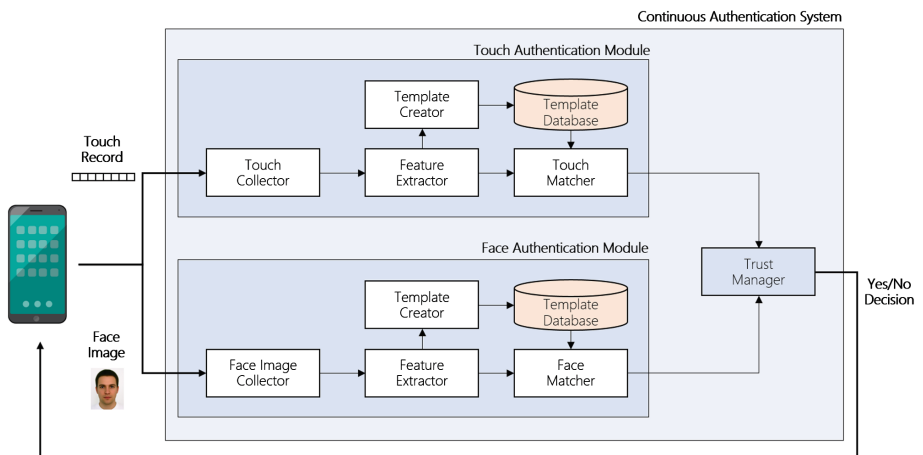 Continuous Authentication System
Touch Authentication Module
Template
Creator
Template
Database
Touch
Record
Touch
Collector
Feature
Extractor
Touch
Matcher
Face Authentication Module
Trust
Manager
Yes/No
Decision
Template
Creator
Template
Database
Face
Image
Face Image
Collector
Feature
Extractor
Face
Matcher